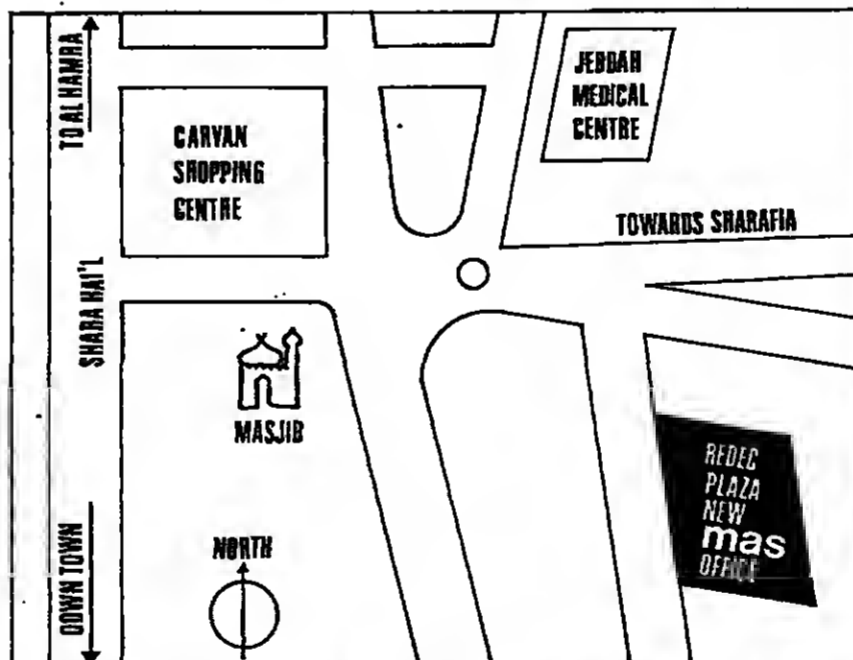 TO AL HAMRA
CARVAN
SHOPPING
CENTRE
JEDDAH
MEDICAL
CENTRE
TOWARDS SHARAFIA
SHARA HAI'L
MASJID
REDEC
PLAZA
NEW
mas
OFFICE
NORTH
DOWN TOWN